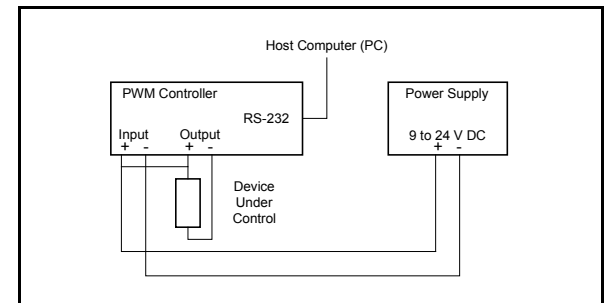 Host Computer (PC)
PWM Controller
RS-232
Input
Output
+ -
+ -
Device
Under
Control
Power Supply
9 to 24 V DC
+ -